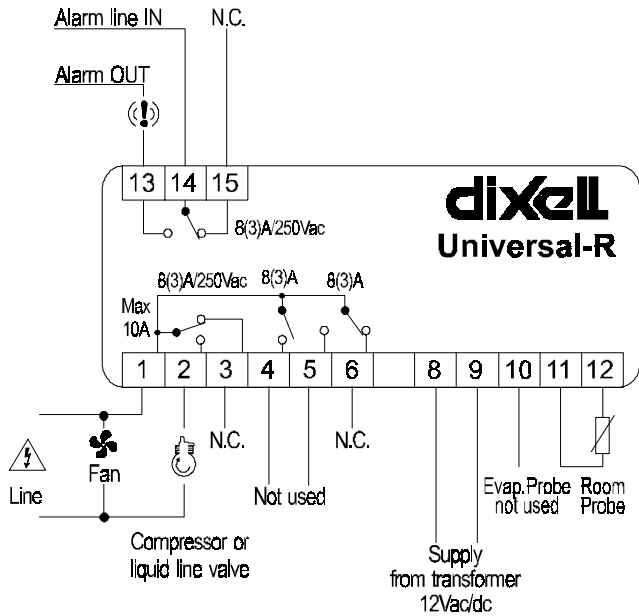 Alarm line IN
N.C.
Alarm OUT
13 14 15
dixell
8(3)A/250Vac
Universal-R
8(3)A/250Vac 8(3)A 8(3)A
Max
10A
1 2 3 4 5 6 8 9 10 11 12
N.C.
N.C.
Fan
Line
Not used
Evap.Probe
not used
Room
Probe
Compressor or
liquid line valve
Supply
from transformer
12Vac/dc